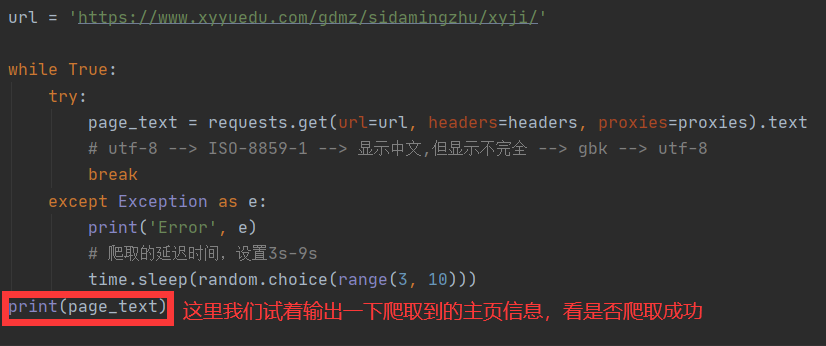 url = 'https://www.xyyuedu.com/gdmz/sidamingzhu/xyji/'
while True:
    try:
        page_text = requests.get(url=url, headers=headers, proxies=proxies).text
        # utf-8 --> ISO-8859-1 --> 显示中文,但显示不完全 --> gbk --> utf-8
        break
    except Exception as e:
        print('Error', e)
        # 爬取的延迟时间，设置3s-9s
        time.sleep(random.choice(range(3, 10)))
print(page_text) 这里我们试着输出一下爬取到的主页信息，看是否爬取成功